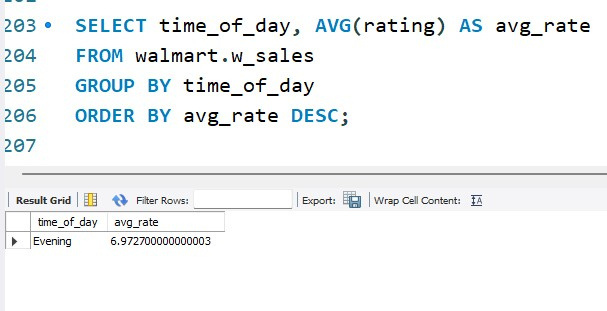 203 SELECT time_of_day, AVG(rating) AS avg_rate
204 FROM walmart.w_sales
205 GROUP BY time_of_day
206 ORDER BY avg_rate DESC;
207
Result Grid Filter Rows: Export: Wrap Cell Content: IA
time_of_day avg_rate
Evening 6.972700000000003